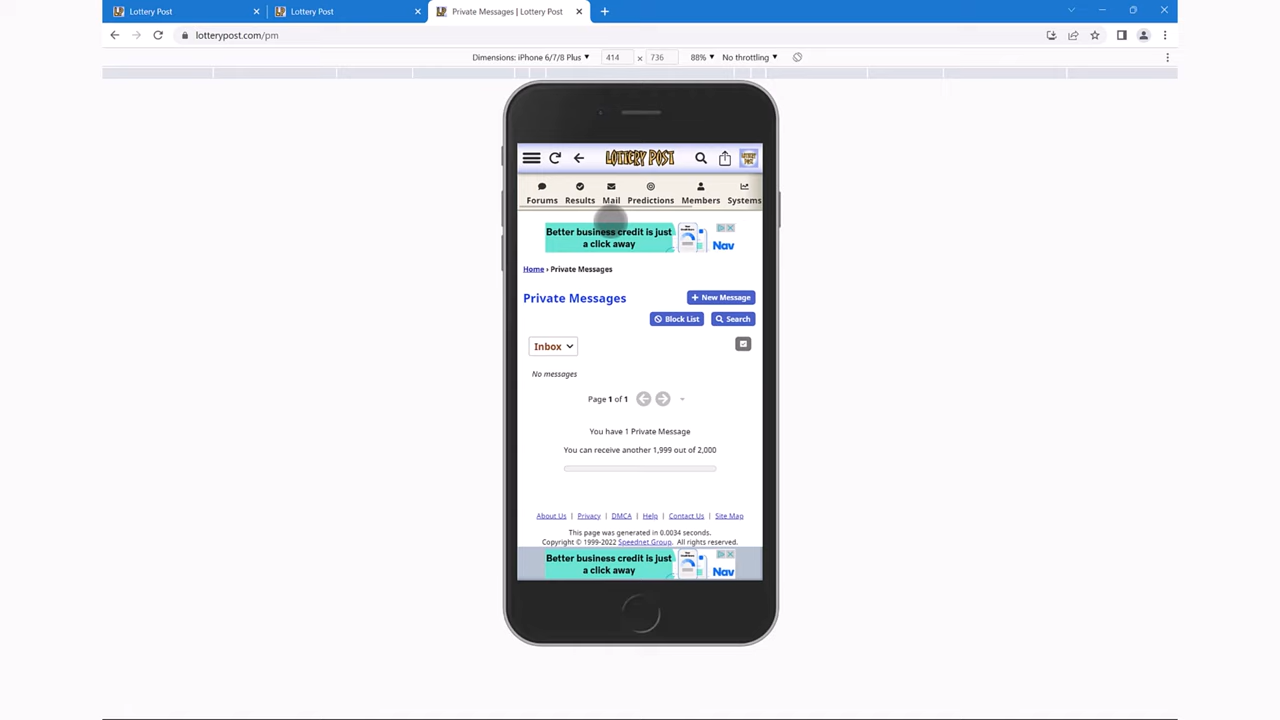 Lottery Post
Lottery Post
Private Messages | Lottery Post
lotterypost.com/pm
Dimensions: iPhone 6/7/8 Plus 414 × 736 88% No throttling
LOTTERY POST
Forums Results Mail Predictions Members Systems
Better business credit is just
a click away
Nav
Home › Private Messages
Private Messages
New Message
Block List
Search
Inbox
No messages
Page 1 of 1
You have 1 Private Message
You can receive another 1,999 out of 2,000
About Us | Privacy | DMCA | Help | Contact Us | Site Map
This page was generated in 0.0034 seconds.
Copyright © 1999-2022 Speednet Group. All rights reserved.
Better business credit is just
a click away
Nav